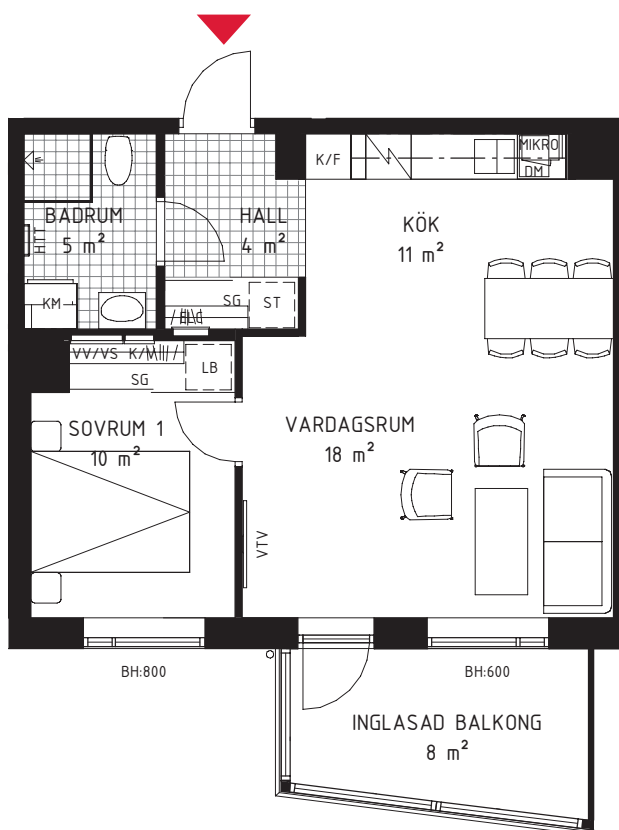 K/F
MIKRO
DM
BADRUM
5 m²
HTT
HALL
4 m²
KÖK
11 m²
KM
SG
ST
ELC
VV/VS K/M
LB
SG
SOVRUM 1
10 m²
VARDAGSRUM
18 m²
VTV
BH:800
BH:600
INGLASAD BALKONG
8 m²